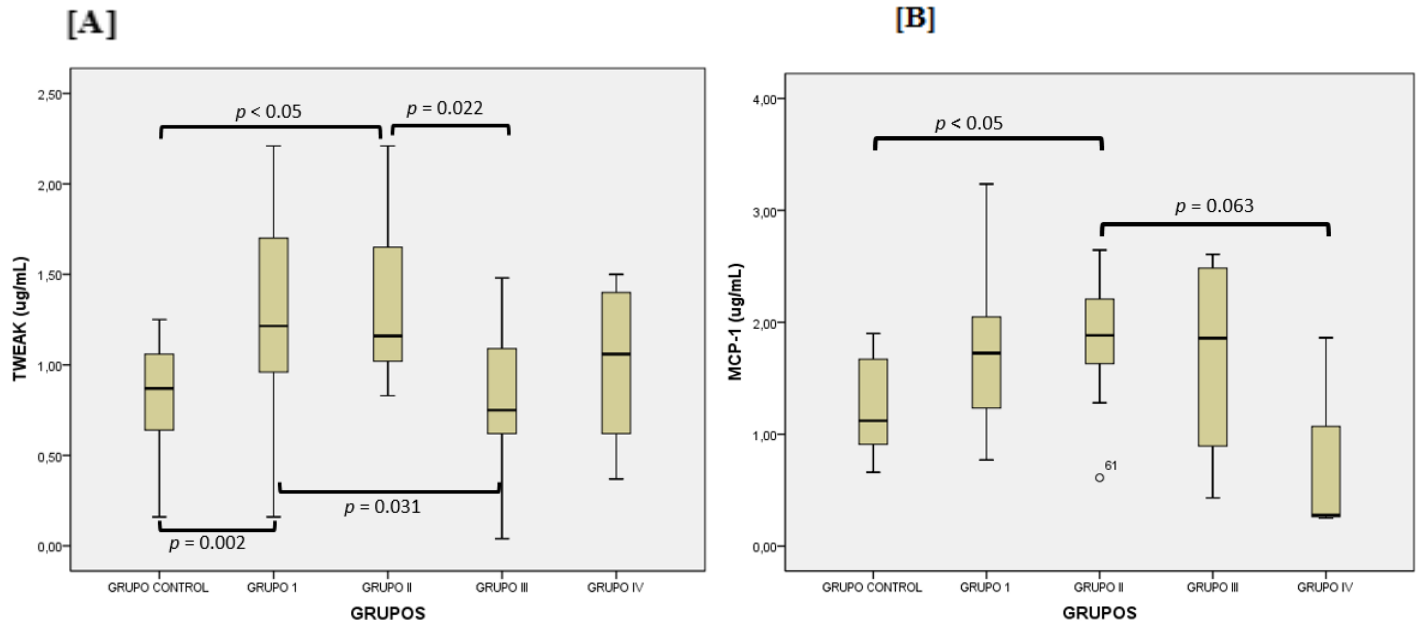 [A]
2,50
2,00
1,50
1,00
0,50
0,00
TWEAK (ug/mL)
p < 0.05
p = 0.022
p = 0.031
p = 0.002
GRUPO CONTROL
GRUPO 1
GRUPO II
GRUPO III
GRUPO IV
GRUPOS
[B]
4,00
3,00
2,00
1,00
0,00
MCP-1 (ug/mL)
p < 0.05
p = 0.063
61
GRUPO CONTROL
GRUPO 1
GRUPO II
GRUPO III
GRUPO IV
GRUPOS